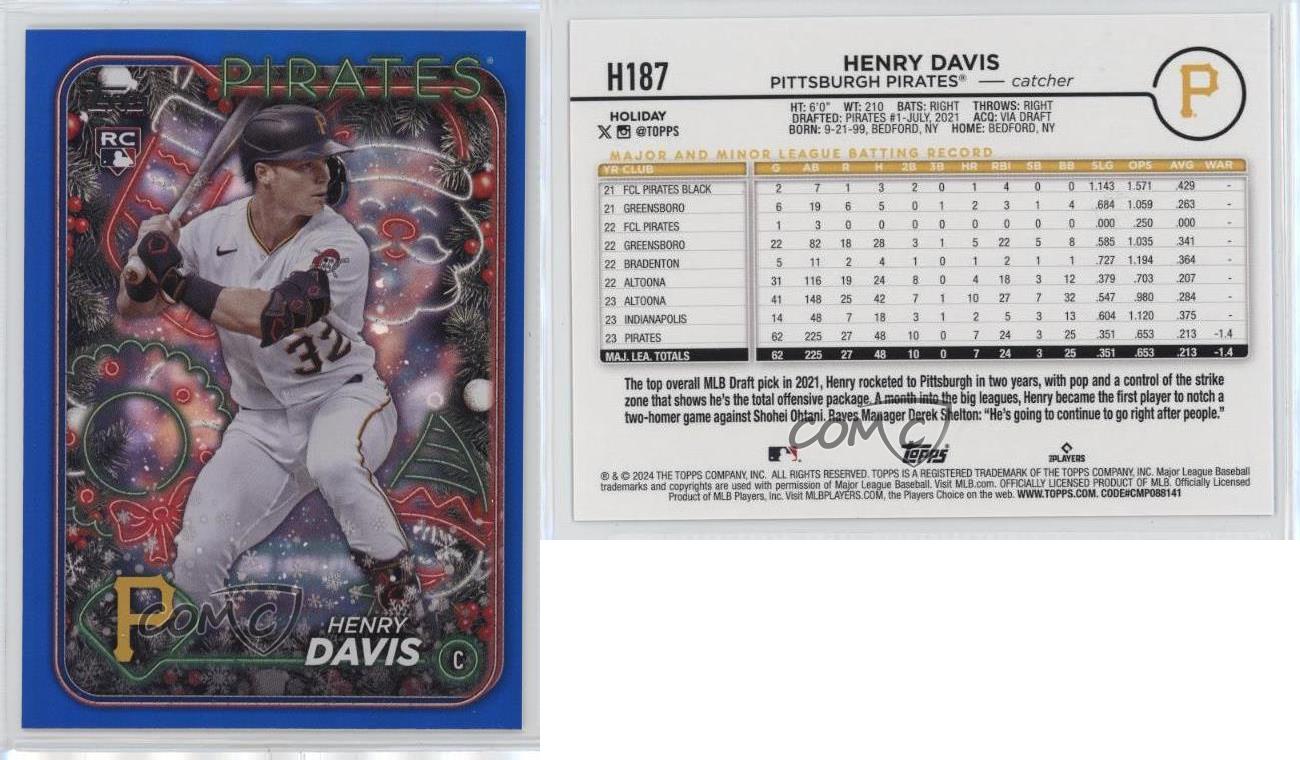 PIRATES®
RC
32
COMC
HENRY
DAVIS
C
H187
HENRY DAVIS
PITTSBURGH PIRATES® — catcher
HOLIDAY
@TOPPS
HT: 6'0" WT: 210 BATS: RIGHT THROWS: RIGHT
DRAFTED: PIRATES #1-JULY, 2021 ACQ: VIA DRAFT
BORN: 9-21-99, BEDFORD, NY HOME: BEDFORD, NY
P
MAJOR AND MINOR LEAGUE BATTING RECORD
YR CLUB G AB R H 2B 3B HR RBI SB BB SLG OPS AVG WAR
21 FCL PIRATES BLACK 2 7 1 3 2 0 1 4 0 0 1.143 1.571 .429 -
21 GREENSBORO 6 19 6 5 0 1 2 3 1 4 .684 1.059 .263 -
22 FCL PIRATES 1 3 0 0 0 0 0 0 0 0 .000 .250 .000 -
22 GREENSBORO 22 82 18 28 3 1 5 22 5 8 .585 1.035 .341 -
22 BRADENTON 5 11 2 4 1 0 1 2 1 1 .727 1.194 .364 -
22 ALTOONA 31 116 19 24 8 0 4 18 3 12 .379 .703 .207 -
23 ALTOONA 41 148 25 42 7 1 10 27 7 32 .547 .980 .284 -
23 INDIANAPOLIS 14 48 7 18 3 1 2 5 3 13 .604 1.120 .375 -
23 PIRATES 62 225 27 48 10 0 7 24 3 25 .351 .653 .213 -1.4
MAJ. LEA. TOTALS 62 225 27 48 10 0 7 24 3 25 .351 .653 .213 -1.4
The top overall MLB Draft pick in 2021, Henry rocketed to Pittsburgh in two years, with pop and a control of the strike
zone that shows he's the total offensive package. A month into the big leagues, Henry became the first player to notch a
two-homer game against Shohei Ohtani. Raves Manager Derek Shelton: "He's going to continue to go right after people."
COMC
TOPPS
PLAYERS
® & © 2024 THE TOPPS COMPANY, INC. ALL RIGHTS RESERVED. TOPPS IS A REGISTERED TRADEMARK OF THE TOPPS COMPANY, INC. Major League Baseball
trademarks and copyrights are used with permission of Major League Baseball. Visit MLB.com. OFFICIALLY LICENSED PRODUCT OF MLB. Officially Licensed
Product of MLB Players, Inc. Visit MLBPLAYERS.COM, the Players Choice on the web. WWW.TOPPS.COM. CODE#CMP088141